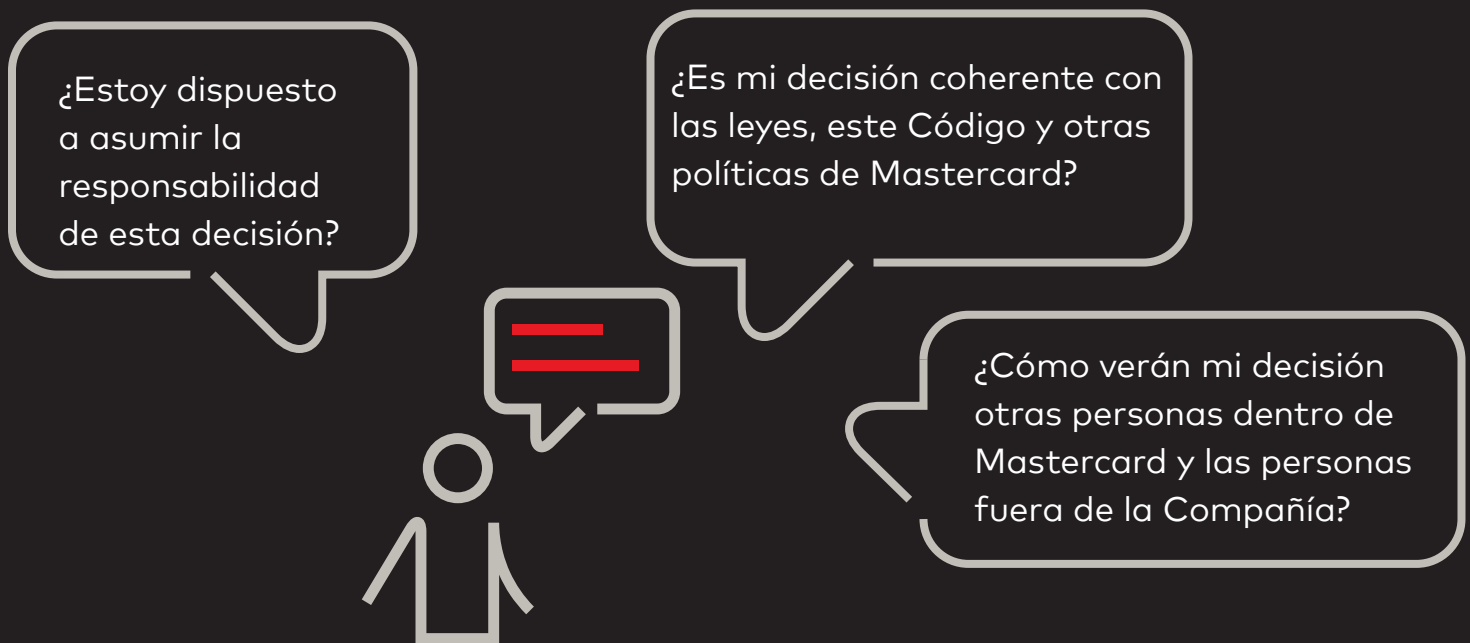 ¿Estoy dispuesto
a asumir la
responsabilidad
de esta decisión?
¿Es mi decisión coherente con
las leyes, este Código y otras
políticas de Mastercard?
¿Cómo verán mi decisión
otras personas dentro de
Mastercard y las personas
fuera de la Compañía?